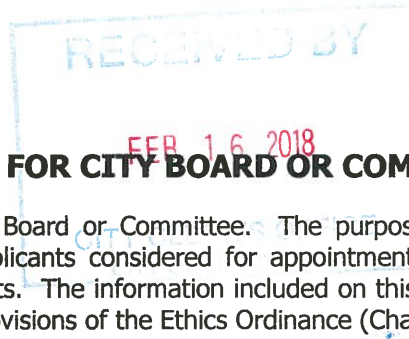 RECEIVED BY
FEB 16 2018
FOR CITY BOARD OR COM
Board or Committee. The purpos
plicants considered for appointment
ts. The information included on this
ovisions of the Ethics Ordinance (Cha